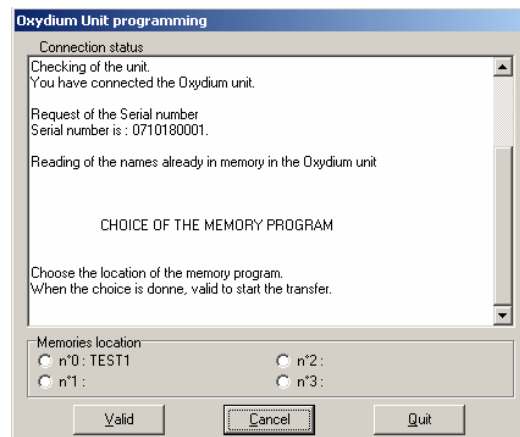 Oxydium Unit programming
Connection status
Checking of the unit.
You have connected the Oxydium unit.
Request of the Serial number
Serial number is : 0710180001.
Reading of the names already in memory in the Oxydium unit
CHOICE OF THE MEMORY PROGRAM
Choose the location of the memory program.
When the choice is donne, valid to start the transfer.
Memories location
n°0 : TEST1 n°2 :
n°1 : n°3 :
Valid Cancel Quit